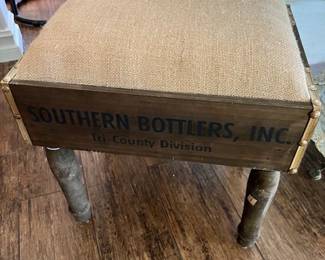 SOUTHERN BOTTLERS, INC.
Tri County Division